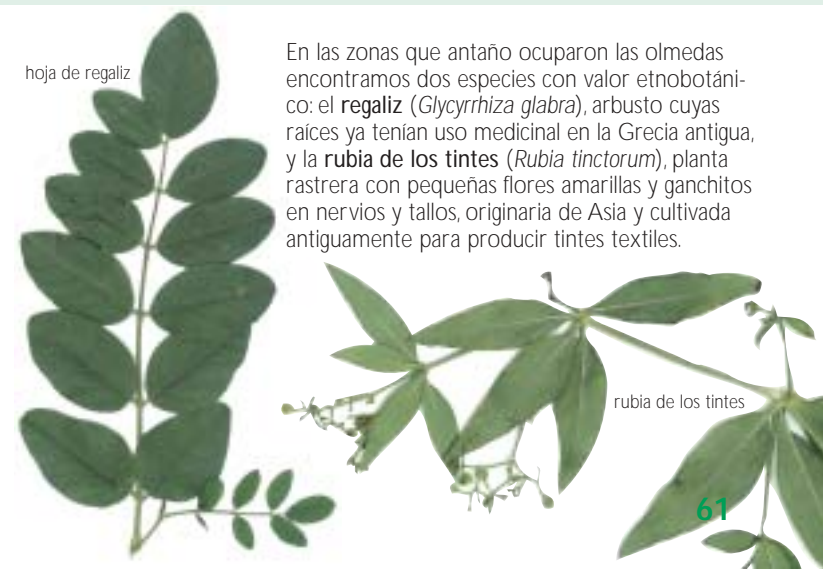 hoja de regaliz
En las zonas que antaño ocuparon las olmedas
encontramos dos especies con valor etnobotáni-
co: el regaliz (Glycyrrhiza glabra), arbusto cuyas
raíces ya tenían uso medicinal en la Grecia antigua,
y la rubia de los tintes (Rubia tinctorum), planta
rastrera con pequeñas flores amarillas y ganchitos
en nervios y tallos, originaria de Asia y cultivada
antiguamente para producir tintes textiles.
rubia de los tintes
61